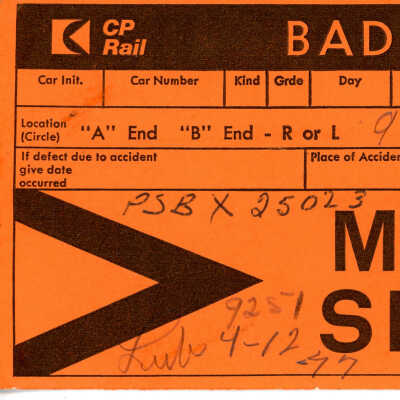 CP Rail BAD
Car Init. Car Number Kind Grde Day
Location (Circle) "A" End "B" End - R or L 9
If defect due to accident give date occurred Place of Acciden
PSBX 25023
M
9251
4-12-77